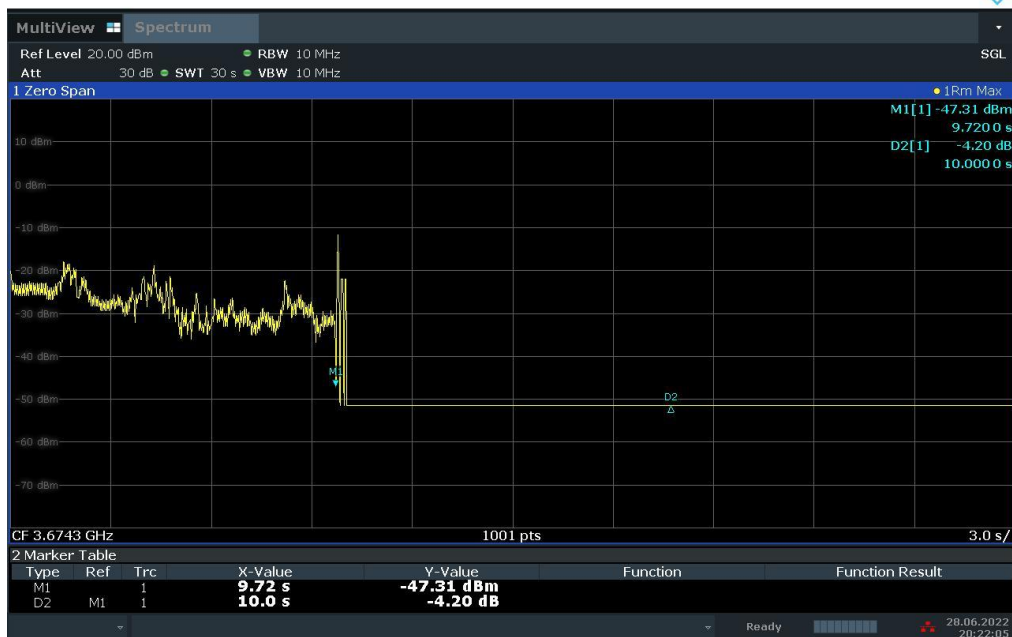 MultiView Spectrum
Ref Level 20.00 dBm RBW 10 MHz SGL
Att 30 dB SWT 30 s VBW 10 MHz
1 Zero Span 1Rm Max
M1[1] -47.31 dBm
9.720 0 s
10 dBm
D2[1] -4.20 dB
10.000 0 s
0 dBm
-10 dBm
-20 dBm
-30 dBm
-40 dBm
M1
-50 dBm
D2
-60 dBm
-70 dBm
CF 3.6743 GHz 1001 pts 3.0 s/
2 Marker Table
Type Ref Trc X-Value Y-Value Function Function Result
M1 1 9.72 s -47.31 dBm
D2 M1 1 10.0 s -4.20 dB
Ready 28.06.2022
20:22:05